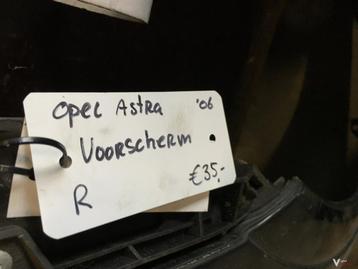 Opel Astra '06
Voorscherm
R €35,-